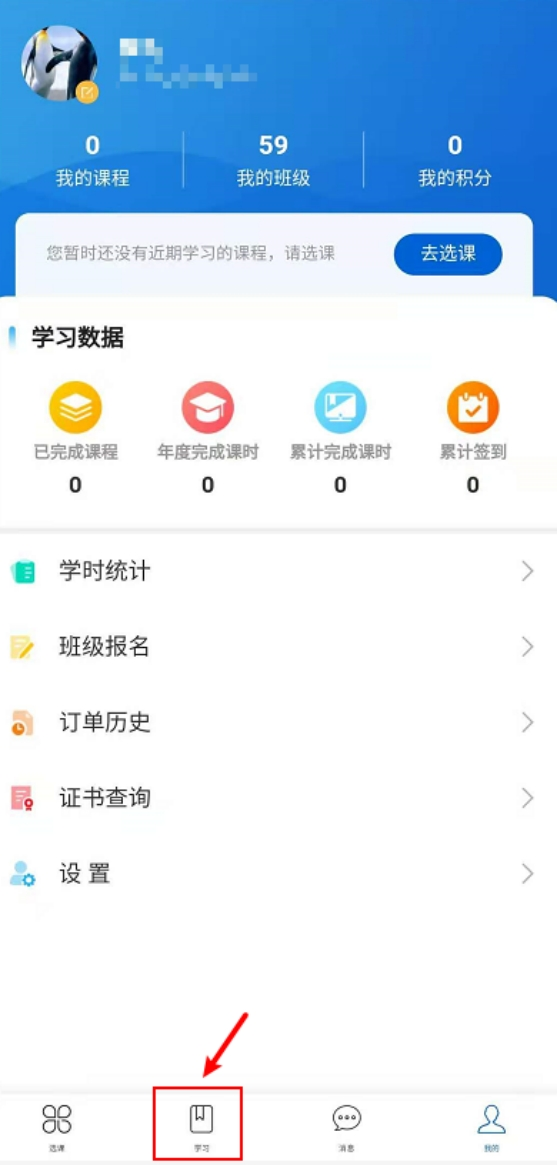 0 59 0
我的课程 我的班级 我的积分
您暂时还没有近期学习的课程，请选课 去选课
学习数据
已完成课程 年度完成课时 累计完成课时 累计签到
0 0 0 0
学时统计
班级报名
订单历史
证书查询
设 置
选课 学习 消息 我的